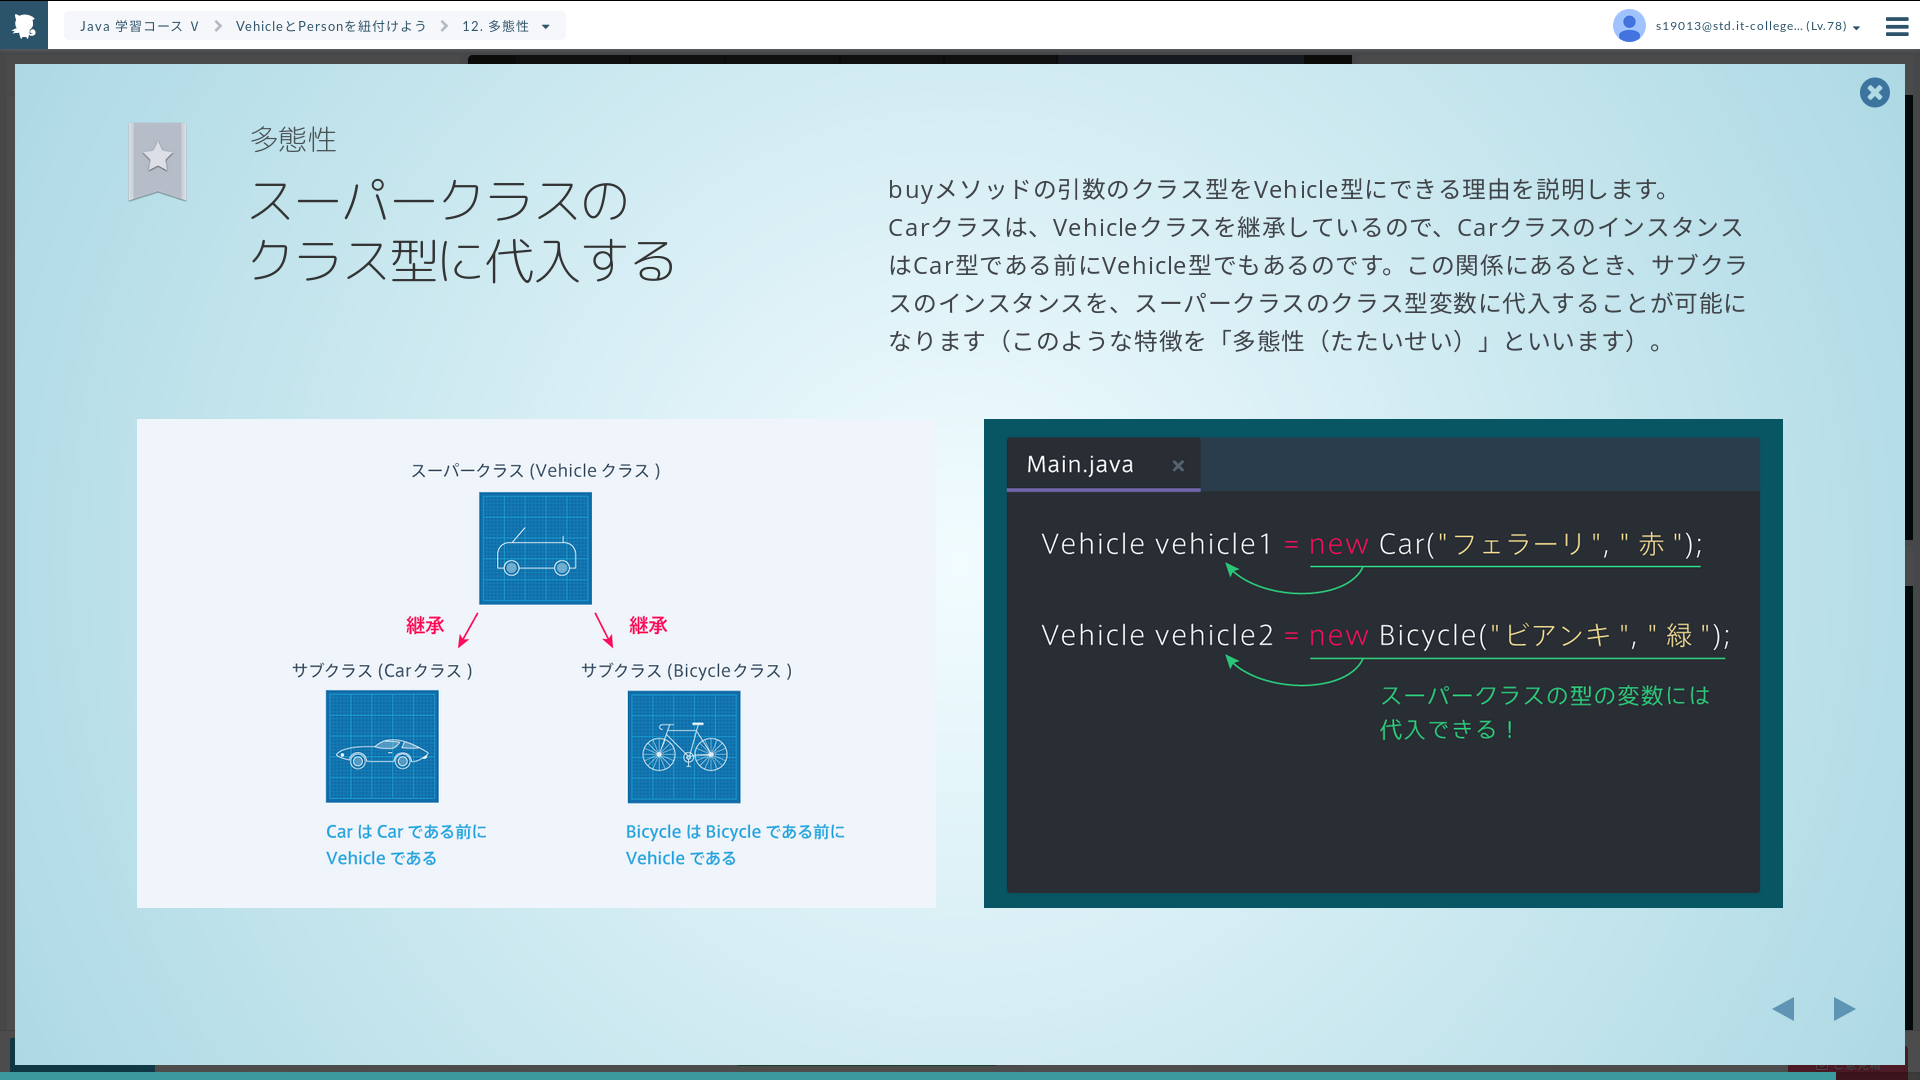 Java 学習コース Ⅴ
VehicleとPersonを紐付けよう
12. 多態性
s19013@std.it-college... (Lv.78)
多態性
スーパークラスの
クラス型に代入する
buyメソッドの引数のクラス型をVehicle型にできる理由を説明します。
Carクラスは、Vehicleクラスを継承しているので、Carクラスのインスタンス
はCar型である前にVehicle型でもあるのです。この関係にあるとき、サブクラ
スのインスタンスを、スーパークラスのクラス型変数に代入することが可能に
なります（このような特徴を「多態性（たたいせい）」といいます）。
スーパークラス (Vehicle クラス )
継承
継承
サブクラス (Carクラス )
サブクラス (Bicycleクラス )
Car は Car である前に
Vehicle である
Bicycle は Bicycle である前に
Vehicle である
Main.java
Vehicle vehicle1 = new Car("フェラーリ", "赤");
Vehicle vehicle2 = new Bicycle("ビアンキ", "緑");
スーパークラスの型の変数には
代入できる！